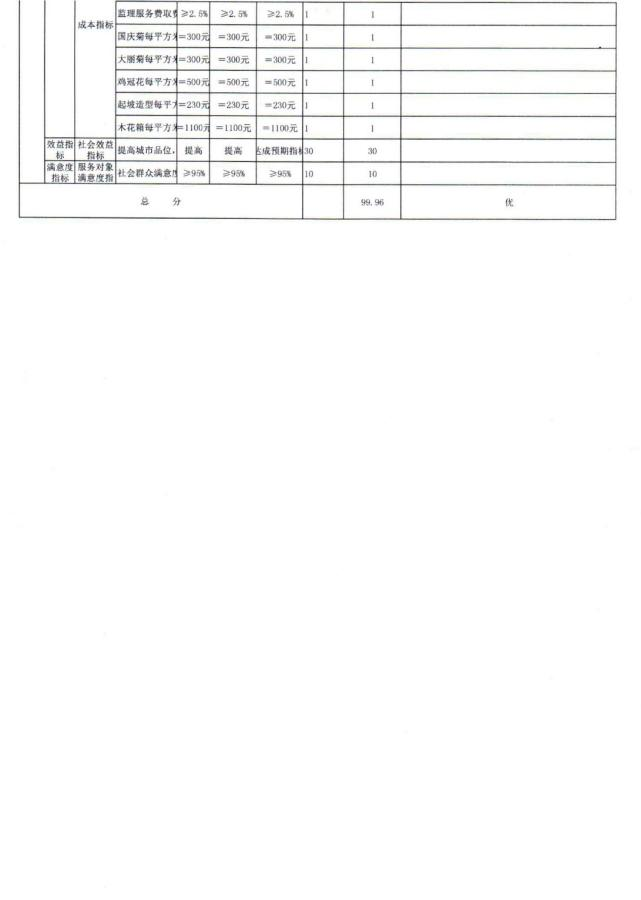 成本指标
监理服务费取费 ≥2.5% ≥2.5% ≥2.5% 1 1
国庆菊每平方米 =300元 =300元 =300元 1 1
大丽菊每平方米 =300元 =300元 =300元 1 1
鸡冠花每平方米 =500元 =500元 =500元 1 1
起坡造型每平方 =230元 =230元 =230元 1 1
木花箱每平方米 =1100元 =1100元 =1100元 1 1
效益指标 社会效益指标 提高城市品位, 提高 提高 达成预期指标 30 30
满意度指标 服务对象满意度指 社会群众满意度 ≥95% ≥95% ≥95% 10 10
总 分 99.96 优